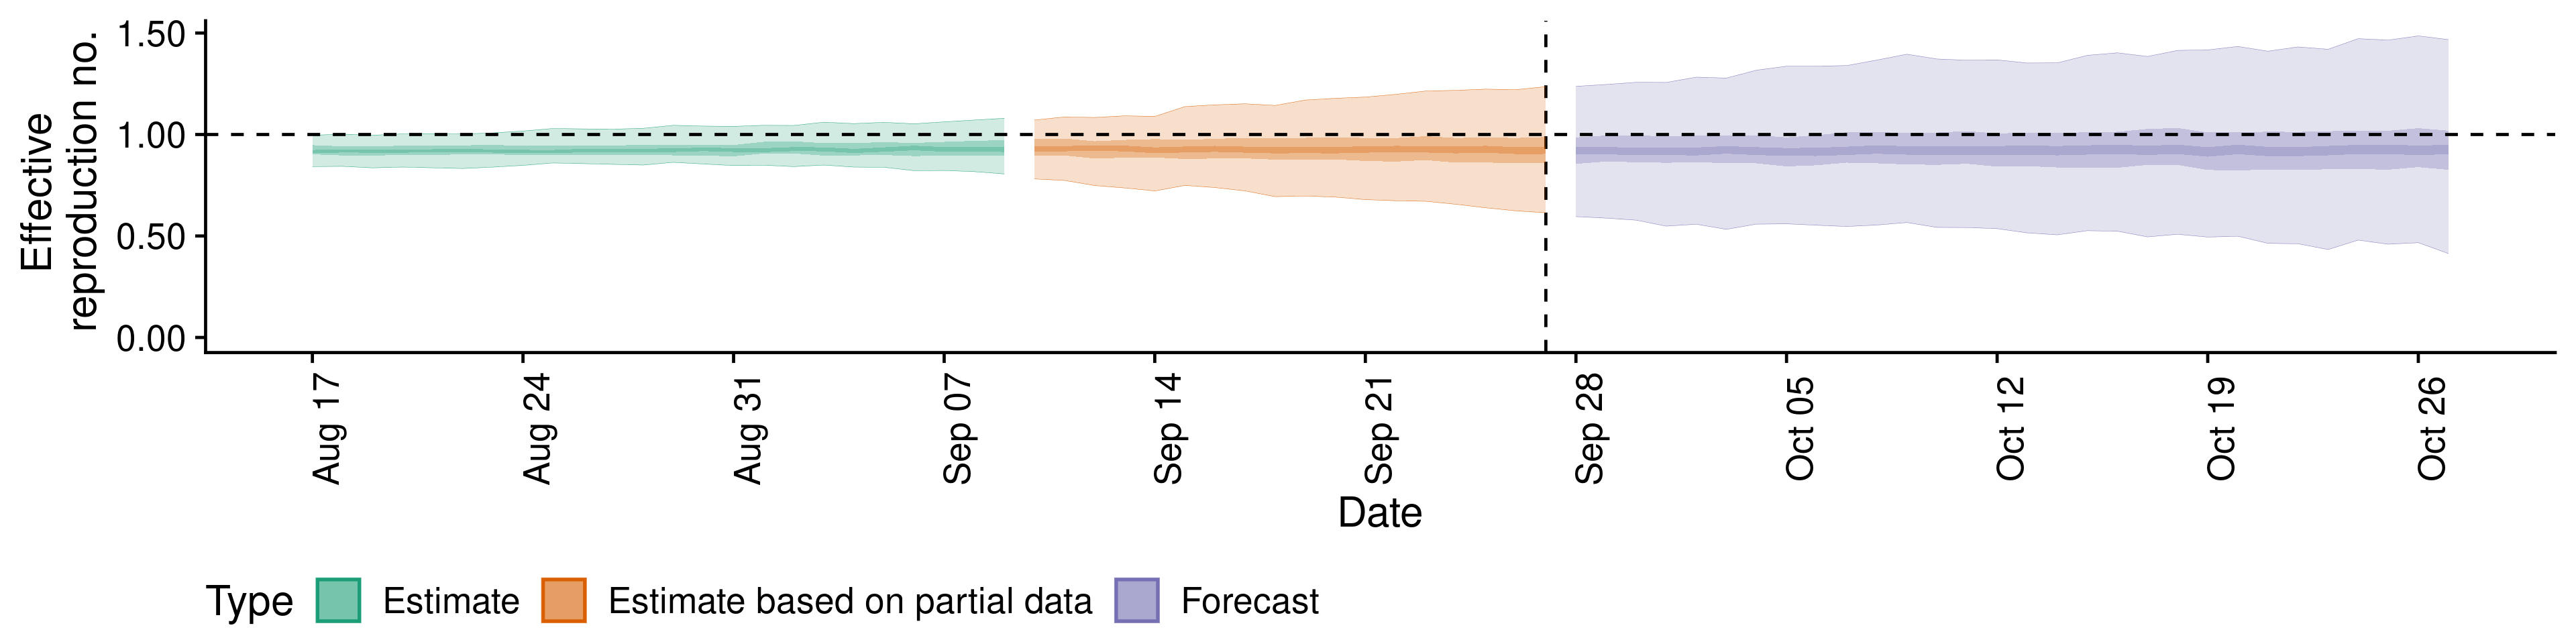 Effective
reproduction no.
1.50
1.00
0.50
0.00
Aug 17
Aug 24
Aug 31
Sep 07
Sep 14
Sep 21
Sep 28
Oct 05
Oct 12
Oct 19
Oct 26
Date
Type Estimate Estimate based on partial data Forecast